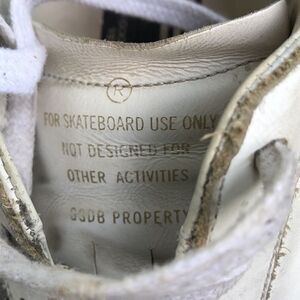 ®
FOR SKATEBOARD USE ONLY
NOT DESIGNED FOR
OTHER ACTIVITIES
GGDB PROPERTY